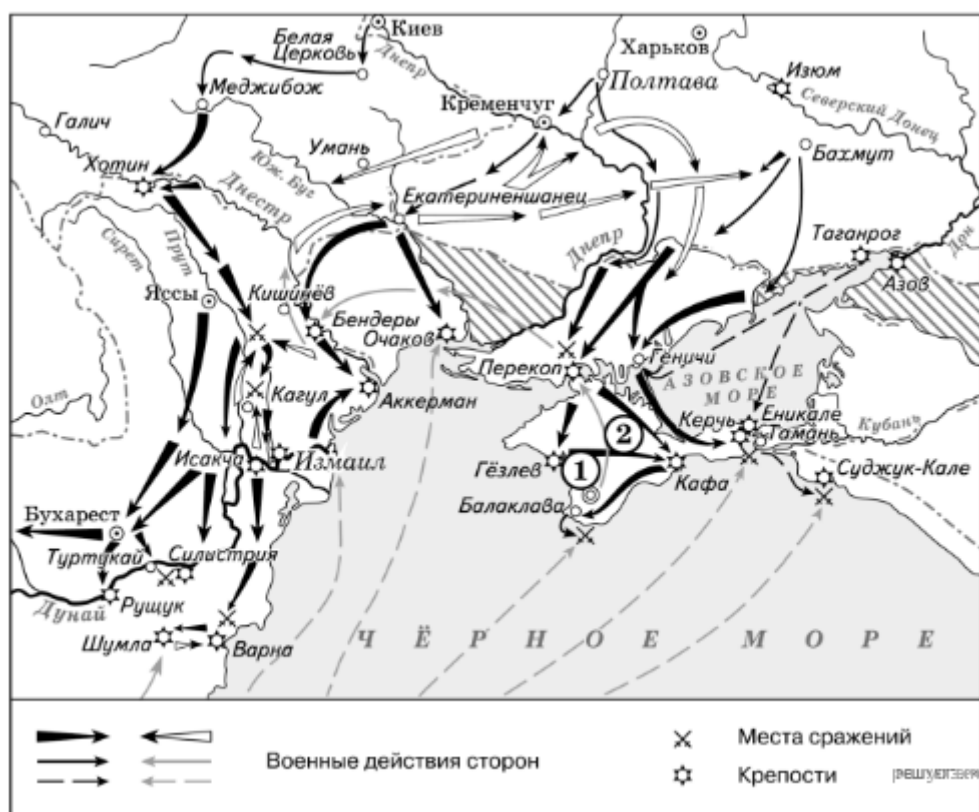 Киев
Белая
Церковь
Днепр
Харьков
Меджибож
Полтава
Изюм
Кременчуг
Северский Донец
Галич
Умань
Бахмут
Хотин
Юж. Буг
Днестр
Екатериненшанец
Сирет
Прут
Днепр
Таганрог
Дон
Азов
Яссы
Кишинёв
Бендеры
Очаков
Перекоп
Геничи
АЗОВСКОЕ
МОРЕ
Олт
Кагул
Аккерман
Керчь
Еникале
Тамань
Кубань
2
Исакча
Измаил
Гёзлев
1
Кафа
Суджук-Кале
Балаклава
Бухарест
Туртукай
Силистрия
Дунай
Рущук
Шумла
Варна
ЧЁРНОЕ МОРЕ
Военные действия сторон
Места сражений
Крепости